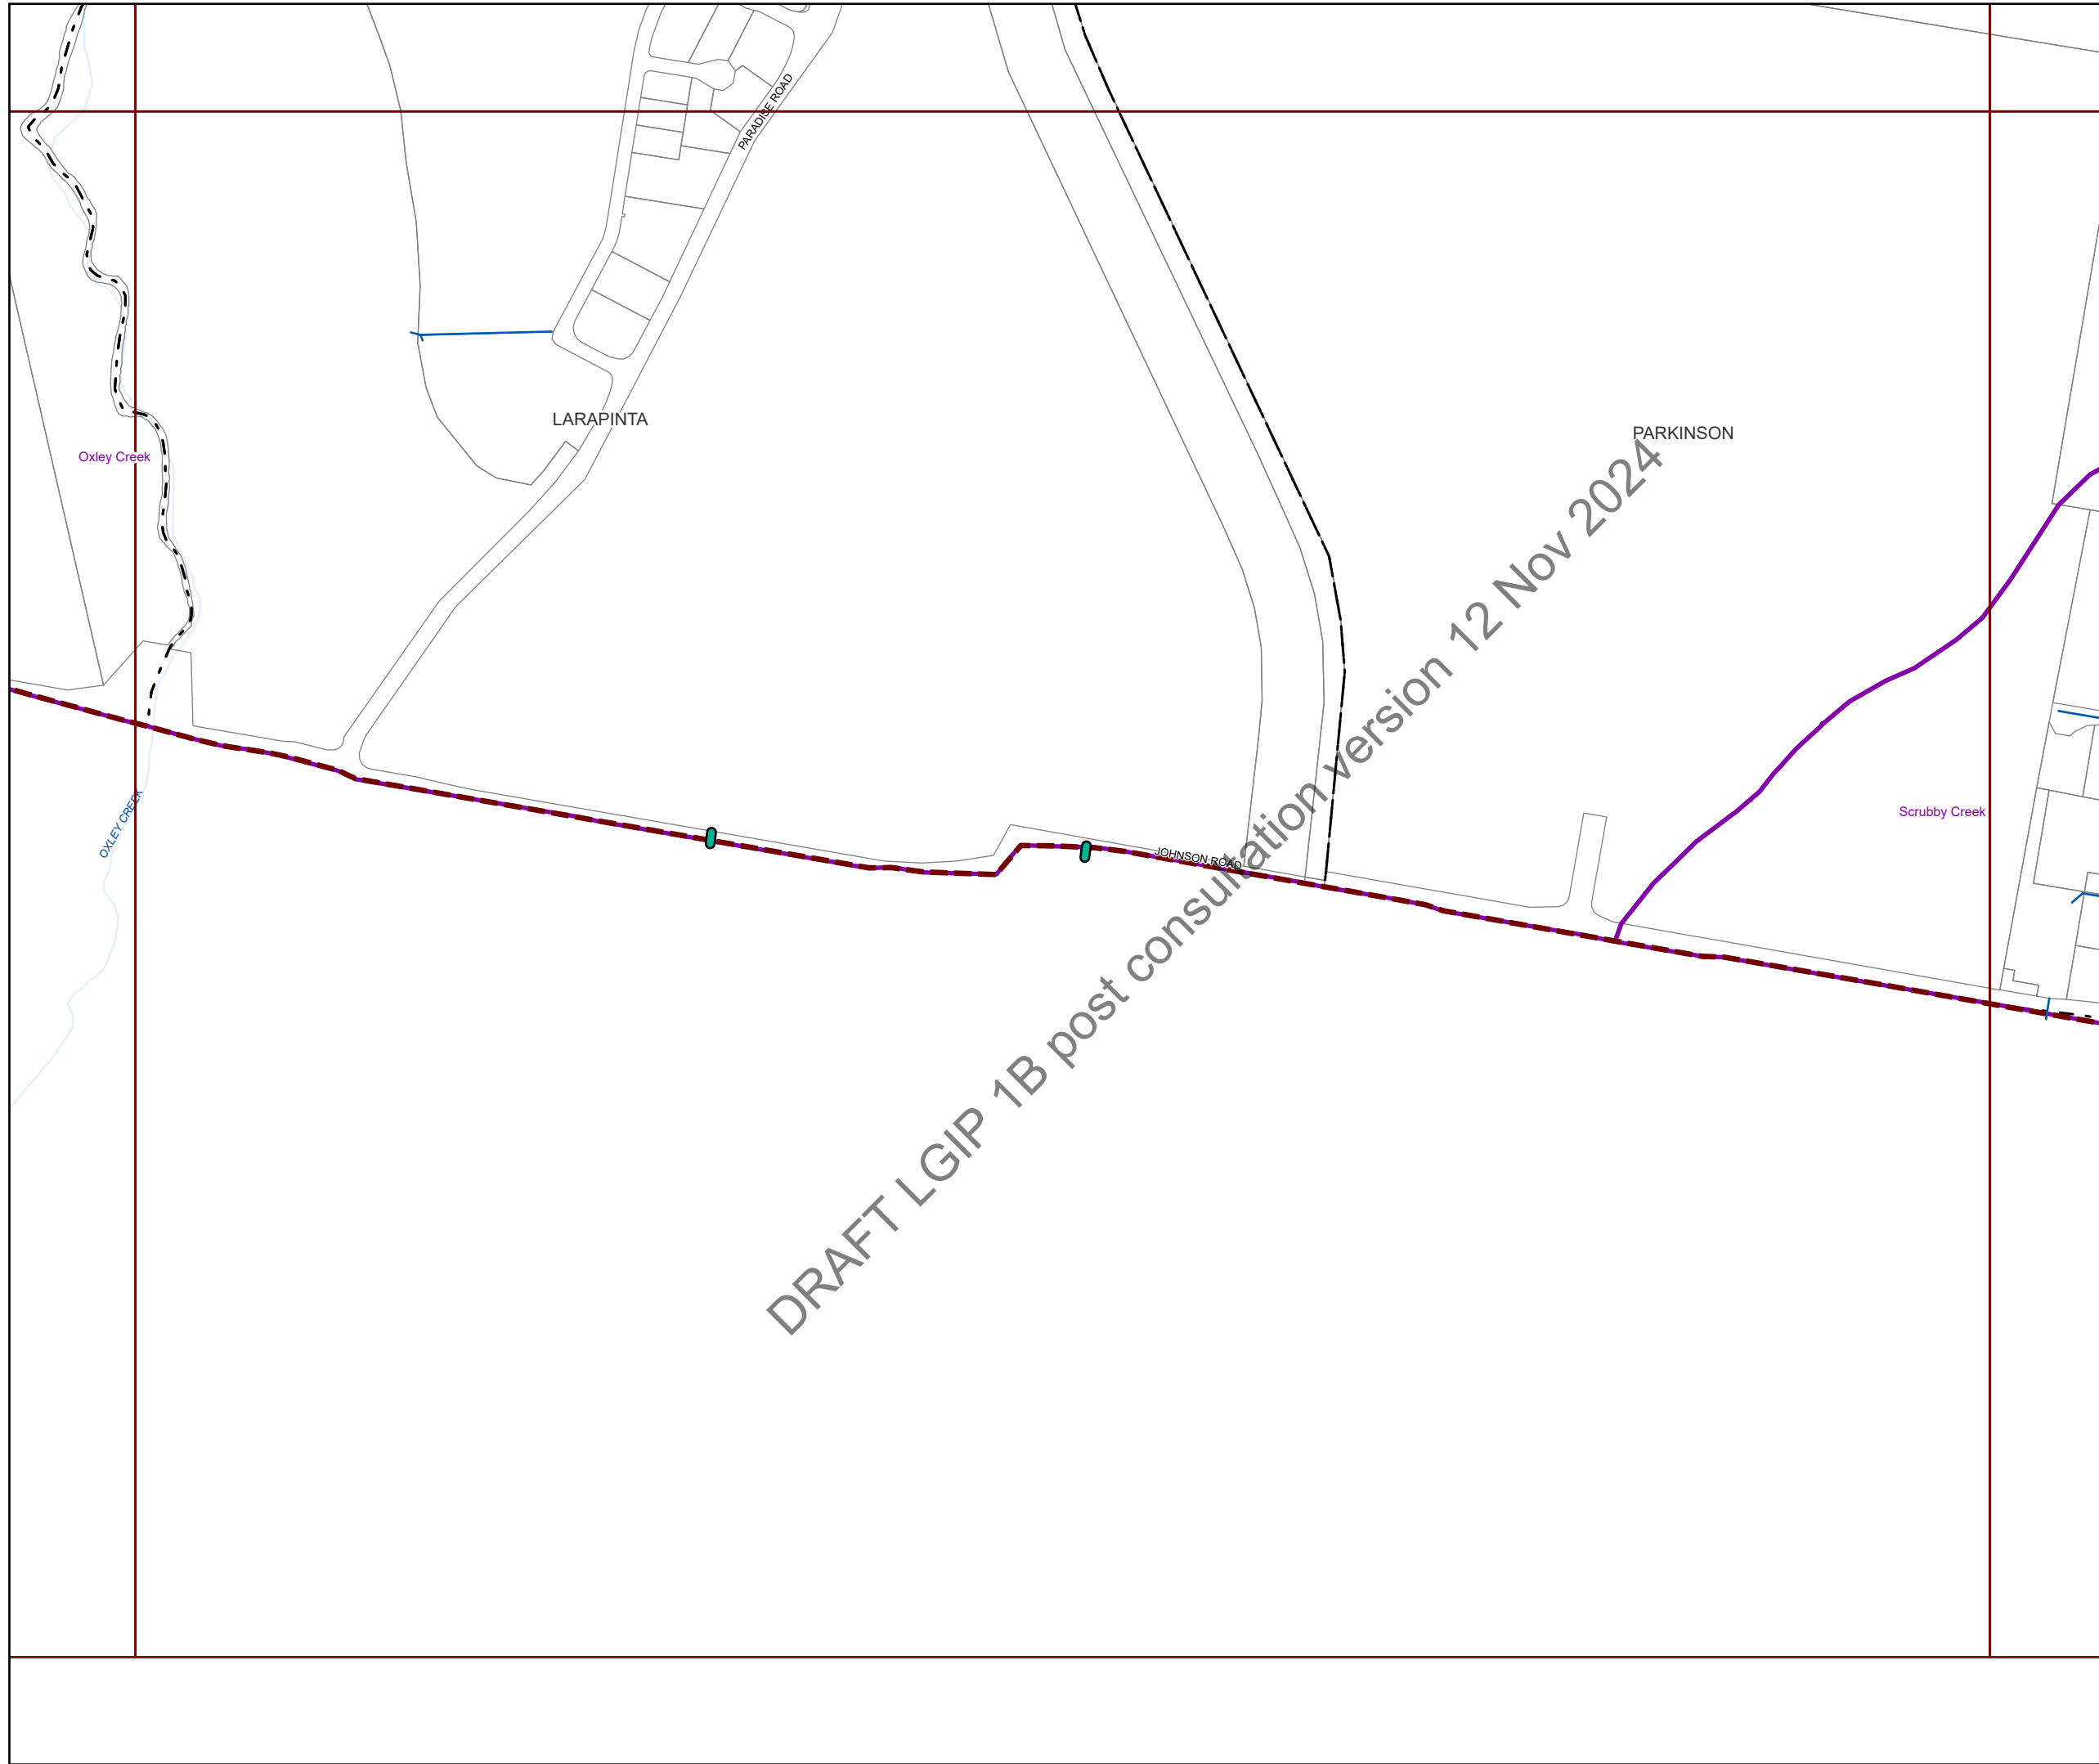 PARADISE ROAD
LARAPINTA
PARKINSON
Oxley Creek
OXLEY CREEK
Scrubby Creek
JOHNSON ROAD
DRAFT LGIP 1B post consultation version 12 Nov 2024